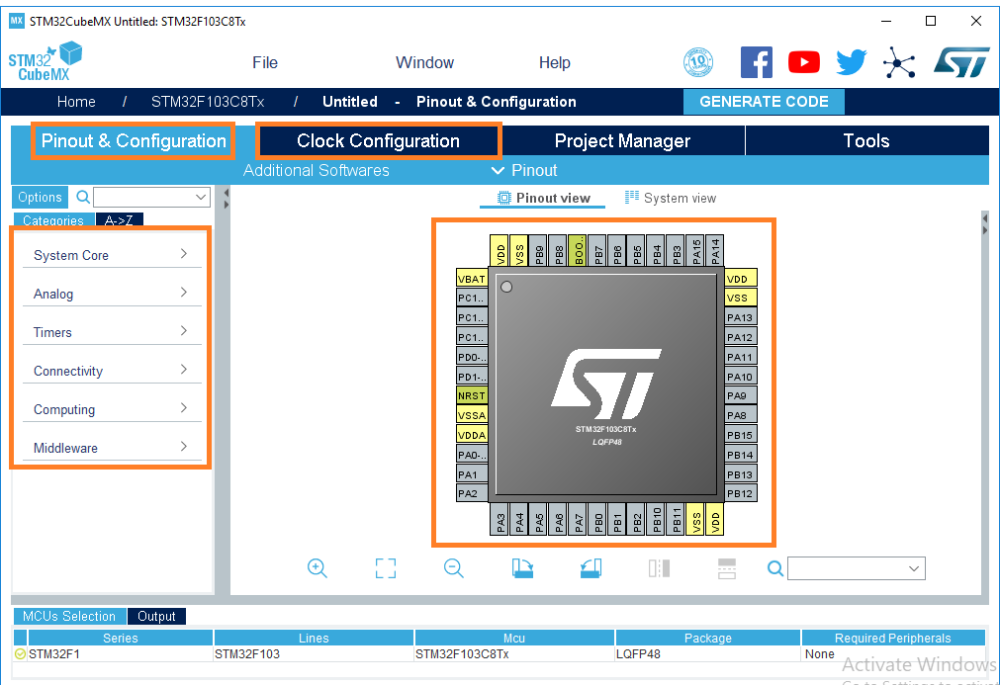 MX STM32CubeMX Untitled: STM32F103C8Tx
STM32
CubeMX
File Window Help
10
Home / STM32F103C8Tx / Untitled - Pinout & Configuration GENERATE CODE
Pinout & Configuration Clock Configuration Project Manager Tools
Additional Softwares Pinout
Options
Pinout view System view
Categories A->Z
System Core
Analog
Timers
Connectivity
Computing
Middleware
VDD VSS PB9 PB8 BOO.. PB7 PB6 PB5 PB4 PB3 PA15 PA14
VBAT VDD
PC1.. VSS
PC1.. PA13
PC1.. PA12
PD0-.. PA11
PD1-.. PA10
NRST PA9
VSSA PA8
VDDA PB15
PA0-.. PB14
PA1 PB13
PA2 PB12
STM32F103C8Tx
LQFP48
PA3 PA4 PA5 PA6 PA7 PB0 PB1 PB2 PB10 PB11 VSS VDD
MCUs Selection Output
Series Lines Mcu Package Required Peripherals
STM32F1 STM32F103 STM32F103C8Tx LQFP48 None
Activate Windows